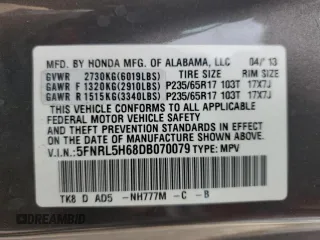 MFD. BY HONDA MFG. OF ALABAMA, LLC 04/13
GVWR 2730KG(6019LBS) TIRE SIZE RIM SIZE
GAWR F 1320KG(2910LBS) P235/65R17 103T 17X7J
GAWR R 1515KG(3340LBS) P235/65R17 103T 17X7J
THIS VEHICLE CONFORMS TO ALL APPLICABLE
FEDERAL MOTOR VEHICLE SAFETY AND
BUMPER STANDARDS IN EFFECT ON THE
DATE OF MANUFACTURE SHOWN ABOVE.
V.I.N.: 5FNRL5H68DB070079 TYPE: MPV
TK8 D AD5 -NH777M -C -B